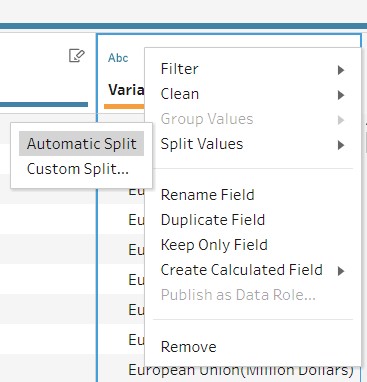 Abc
Filter
Varia
Clean
Group Values
Automatic Split
Split Values
Custom Split...
Eu
Rename Field
Eu
Duplicate Field
Eu
Keep Only Field
Eur
Create Calculated Field
Eu
Publish as Data Role...
Eu
Eu
Remove
European Union(Million Dollars)